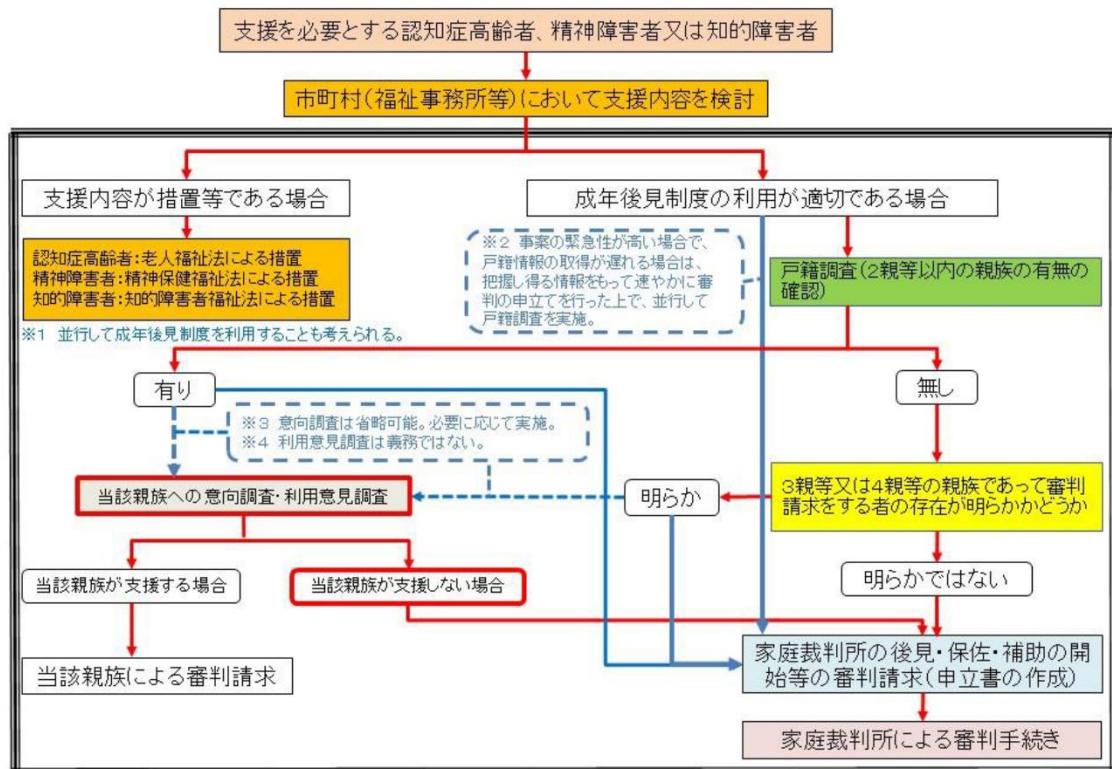 支援を必要とする認知症高齢者、精神障害者又は知的障害者
市町村(福祉事務所等)において支援内容を検討
支援内容が措置等である場合
成年後見制度の利用が適切である場合
認知症高齢者:老人福祉法による措置
精神障害者:精神保健福祉法による措置
知的障害者:知的障害者福祉法による措置
※1 並行して成年後見制度を利用することも考えられる。
※2 事案の緊急性が高い場合で、
戸籍情報の取得が遅れる場合は、
把握し得る情報をもって速やかに審
判の申立てを行った上で、並行して
戸籍調査を実施。
戸籍調査(2親等以内の親族の有無の
確認)
有り
無し
※3 意向調査は省略可能。必要に応じて実施。
※4 利用意見調査は義務ではない。
当該親族への意向調査・利用意見調査
明らか
3親等又は4親等の親族であって審判
請求をする者の存在が明らかかどうか
当該親族が支援する場合
当該親族が支援しない場合
明らかではない
当該親族による審判請求
家庭裁判所の後見・保佐・補助の開
始等の審判請求(申立書の作成)
家庭裁判所による審判手続き